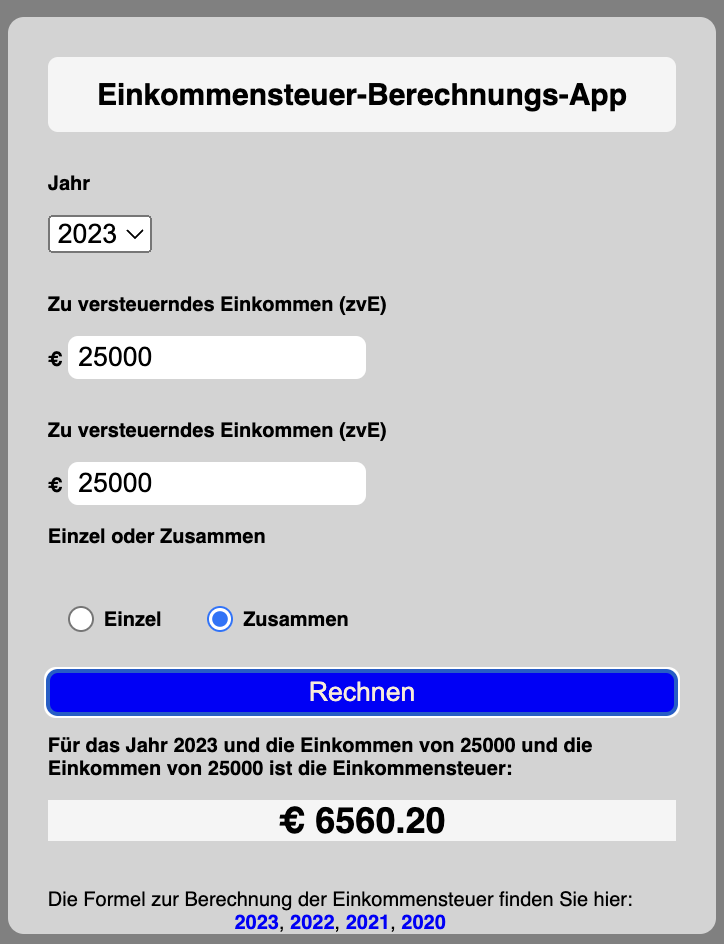 Einkommensteuer-Berechnungs-App
Jahr
2023
Zu versteuerndes Einkommen (zvE)
€ 25000
Zu versteuerndes Einkommen (zvE)
€ 25000
Einzel oder Zusammen
Einzel Zusammen
Rechnen
Für das Jahr 2023 und die Einkommen von 25000 und die
Einkommen von 25000 ist die Einkommensteuer:
€ 6560.20
Die Formel zur Berechnung der Einkommensteuer finden Sie hier:
2023, 2022, 2021, 2020